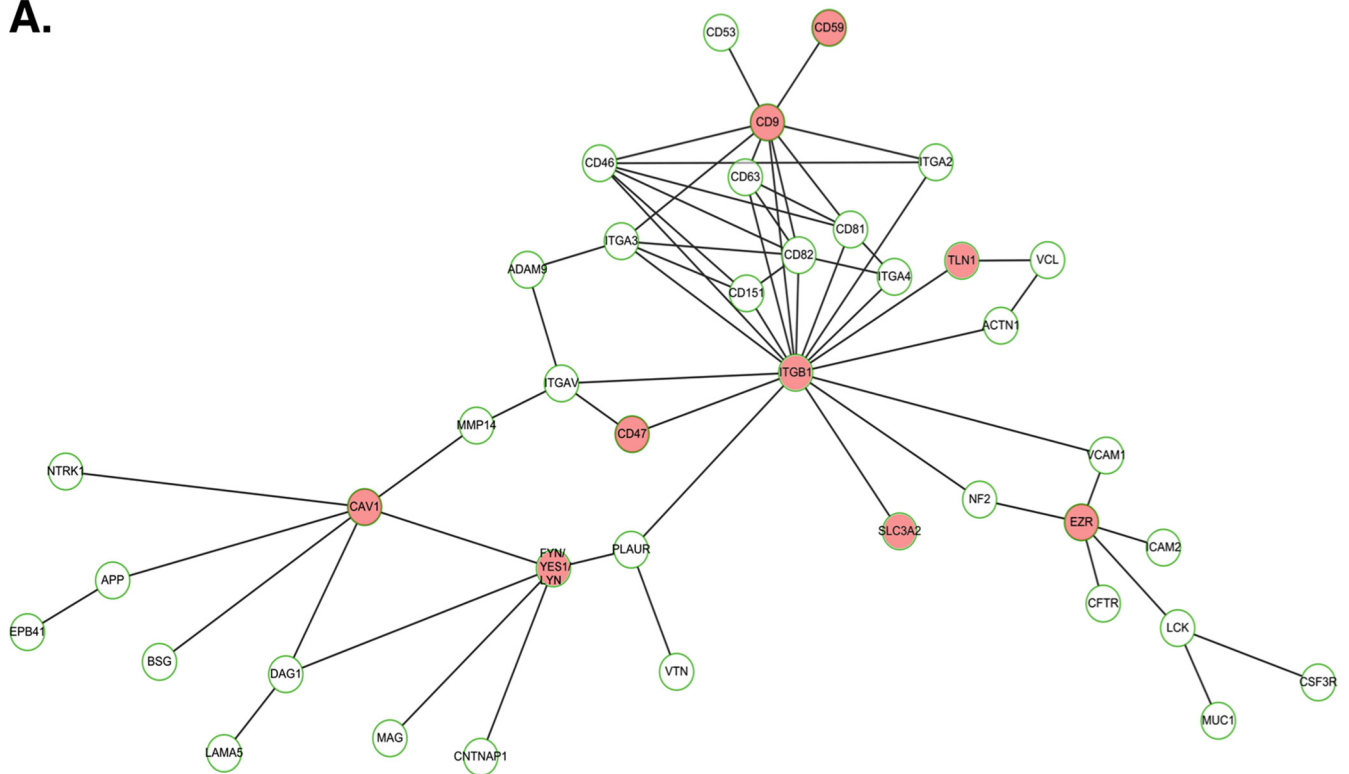 A.
CD53
CD59
CD9
CD46
CD63
ITGA2
CD81
ITGA3
CD82
TLN1
VCL
ADAM9
ITGA4
CD151
ACTN1
ITGB1
ITGAV
MMP14
CD47
VCAM1
NTRK1
CAV1
NF2
EZR
SLC3A2
ICAM2
PLAUR
FYN/
YES1/
LYN
APP
CFTR
EPB41
LCK
BSG
DAG1
VTN
CSF3R
MUC1
MAG
LAMA5
CNTNAP1